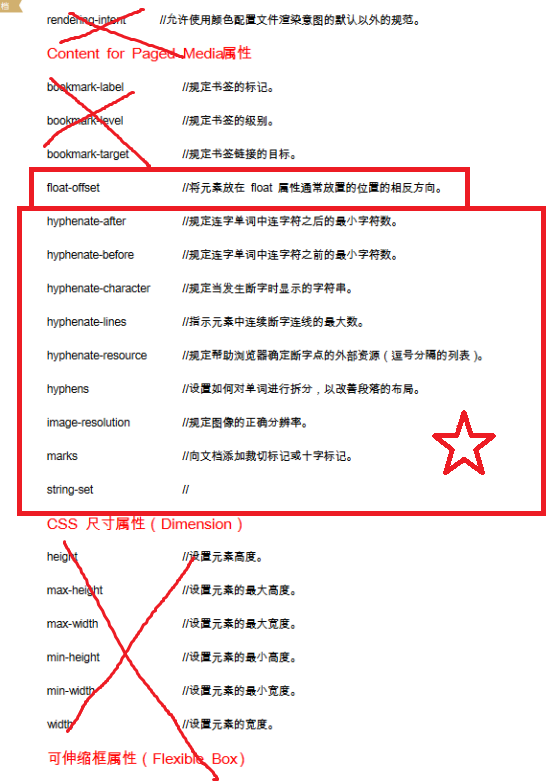 档
rendering-intent //允许使用颜色配置文件渲染意图的默认以外的规范。
Content for Paged Media属性
bookmark-label //规定书签的标记。
bookmark-level //规定书签的级别。
bookmark-target //规定书签链接的目标。
float-offset //将元素放在 float 属性通常放置的位置的相反方向。
hyphenate-after //规定连字单词中连字符之后的最小字符数。
hyphenate-before //规定连字单词中连字符之前的最小字符数。
hyphenate-character //规定当发生断字时显示的字符串。
hyphenate-lines //指示元素中连续断字连线的最大数。
hyphenate-resource //规定帮助浏览器确定断字点的外部资源（逗号分隔的列表）。
hyphens //设置如何对单词进行拆分，以改善段落的布局。
image-resolution //规定图像的正确分辨率。
marks //向文档添加裁切标记或十字标记。
string-set //
CSS 尺寸属性（Dimension）
height //设置元素高度。
max-height //设置元素的最大高度。
max-width //设置元素的最大宽度。
min-height //设置元素的最小高度。
min-width //设置元素的最小宽度。
width //设置元素的宽度。
可伸缩框属性（Flexible Box）